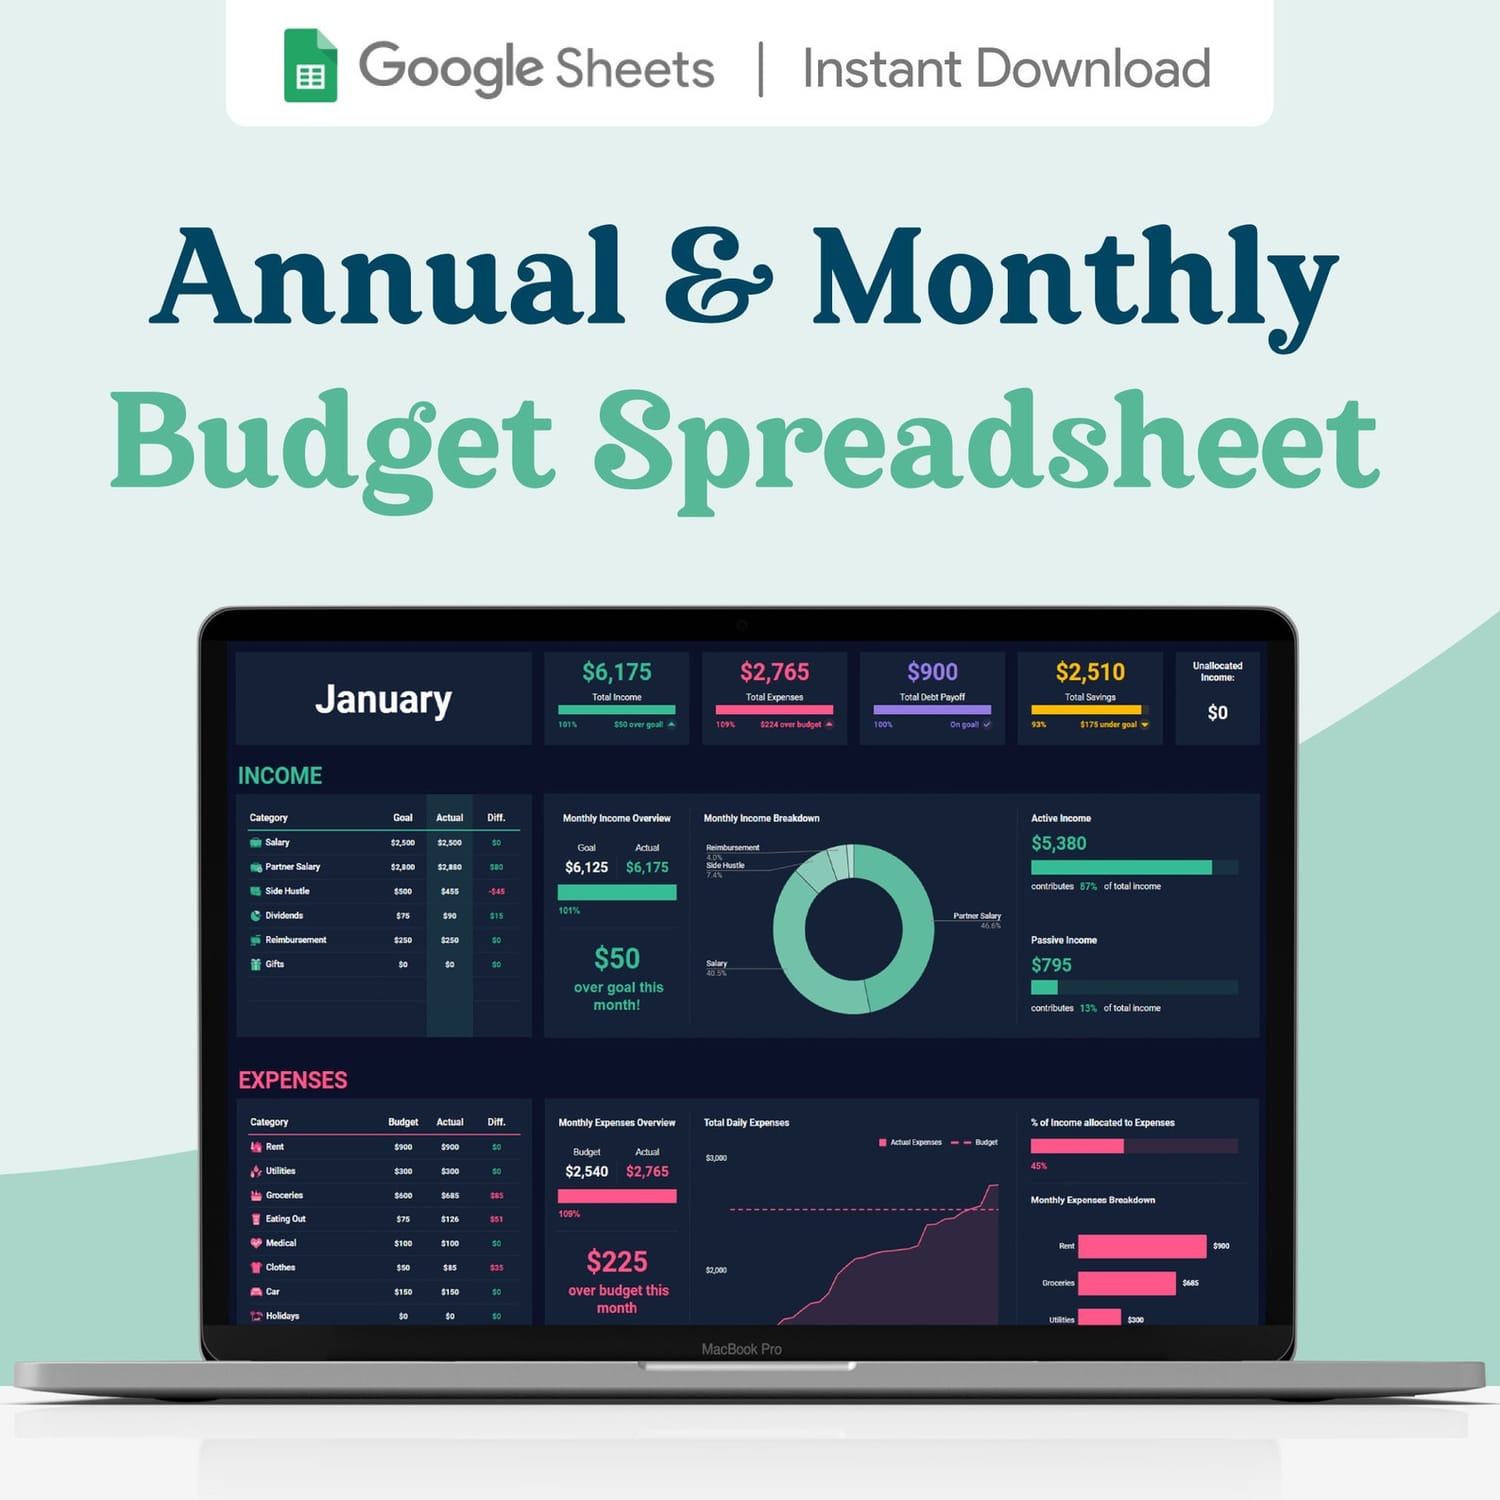 Google Sheets | Instant Download
Annual & Monthly
Budget Spreadsheet
January
$6,175
Total Income
101% $50 over goal!
$2,765
Total Expenses
109% $224 over budget
$900
Total Debt Payoff
100% On goal!
$2,510
Total Savings
93% $175 under goal
Unallocated
Income:
$0
INCOME
Category Goal Actual Diff.
Salary $2,500 $2,500 $0
Partner Salary $2,800 $2,880 $80
Side Hustle $500 $455 -$45
Dividends $75 $90 $15
Reimbursement $250 $250 $0
Gifts $0 $0 $0
Monthly Income Overview
Goal Actual
$6,125 $6,175
101%
$50
over goal this
month!
Monthly Income Breakdown
Reimbursement
4.0%
Side Hustle
7.4%
Partner Salary
46.6%
Salary
40.5%
Active Income
$5,380
contributes 87% of total income
Passive Income
$795
contributes 13% of total income
EXPENSES
Category Budget Actual Diff.
Rent $900 $900 $0
Utilities $300 $300 $0
Groceries $600 $685 $85
Eating Out $75 $126 $51
Medical $100 $100 $0
Clothes $50 $85 $35
Car $150 $150 $0
Holidays $0 $0 $0
Monthly Expenses Overview
Budget Actual
$2,540 $2,765
109%
$225
over budget this
month
Total Daily Expenses
Actual Expenses Budget
$3,000
$2,000
% of Income allocated to Expenses
45%
Monthly Expenses Breakdown
Rent $900
Groceries $685
Utilities $300
MacBook Pro